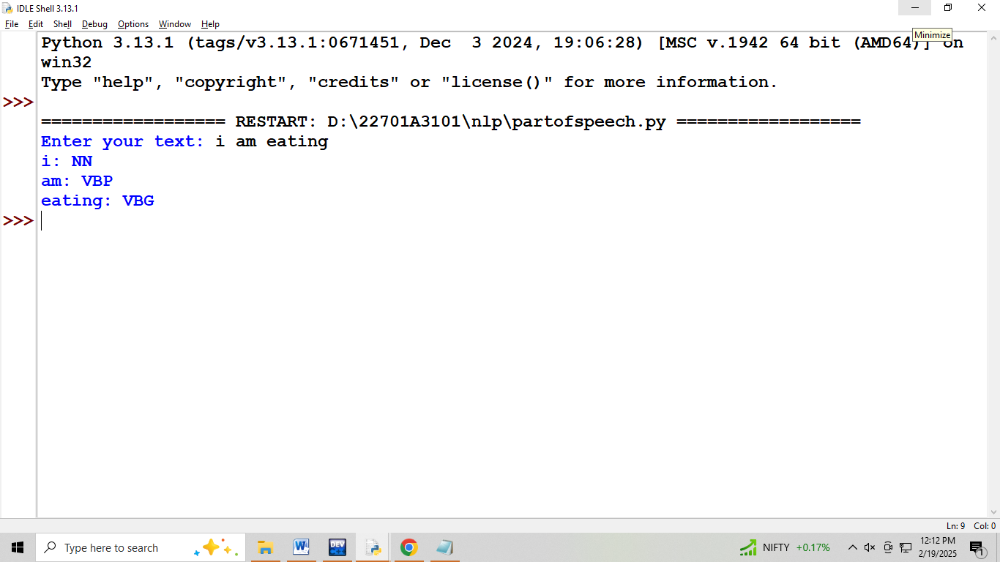 IDLE Shell 3.13.1
File Edit Shell Debug Options Window Help
Minimize
Python 3.13.1 (tags/v3.13.1:0671451, Dec  3 2024, 19:06:28) [MSC v.1942 64 bit (AMD64)] on
win32
Type "help", "copyright", "credits" or "license()" for more information.
>>>
================== RESTART: D:\22701A3101\nlp\partofspeech.py ==================
Enter your text: i am eating
i: NN
am: VBP
eating: VBG
>>>
Ln: 9 Col: 0
Type here to search
W
DEV
NIFTY +0.17%
12:12 PM
2/19/2025
1